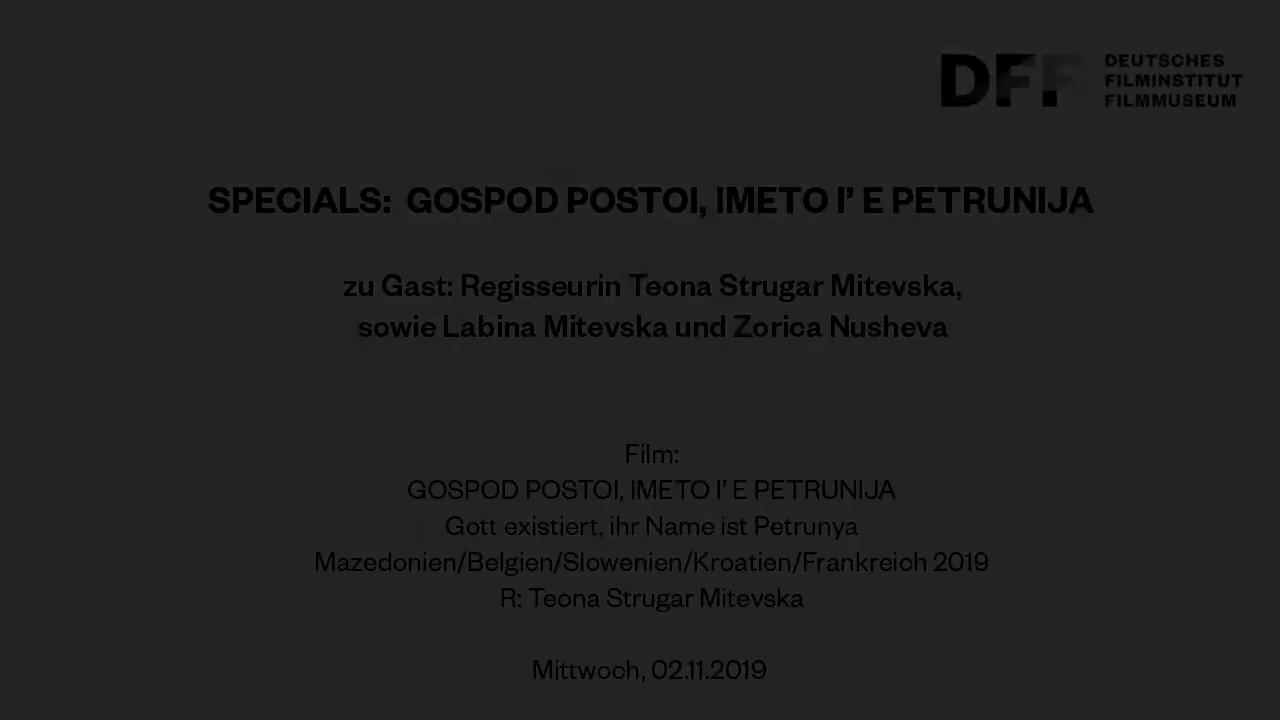 DFF DEUTSCHES
FILMINSTITUT
FILMMUSEUM
SPECIALS: GOSPOD POSTOI, IMETO I’ E PETRUNIJA
zu Gast: Regisseurin Teona Strugar Mitevska,
sowie Labina Mitevska und Zorica Nusheva
Film:
GOSPOD POSTOI, IMETO I’ E PETRUNIJA
Gott existiert, ihr Name ist Petrunya
Mazedonien/Belgien/Slowenien/Kroatien/Frankreich 2019
R: Teona Strugar Mitevska
Mittwoch, 02.11.2019